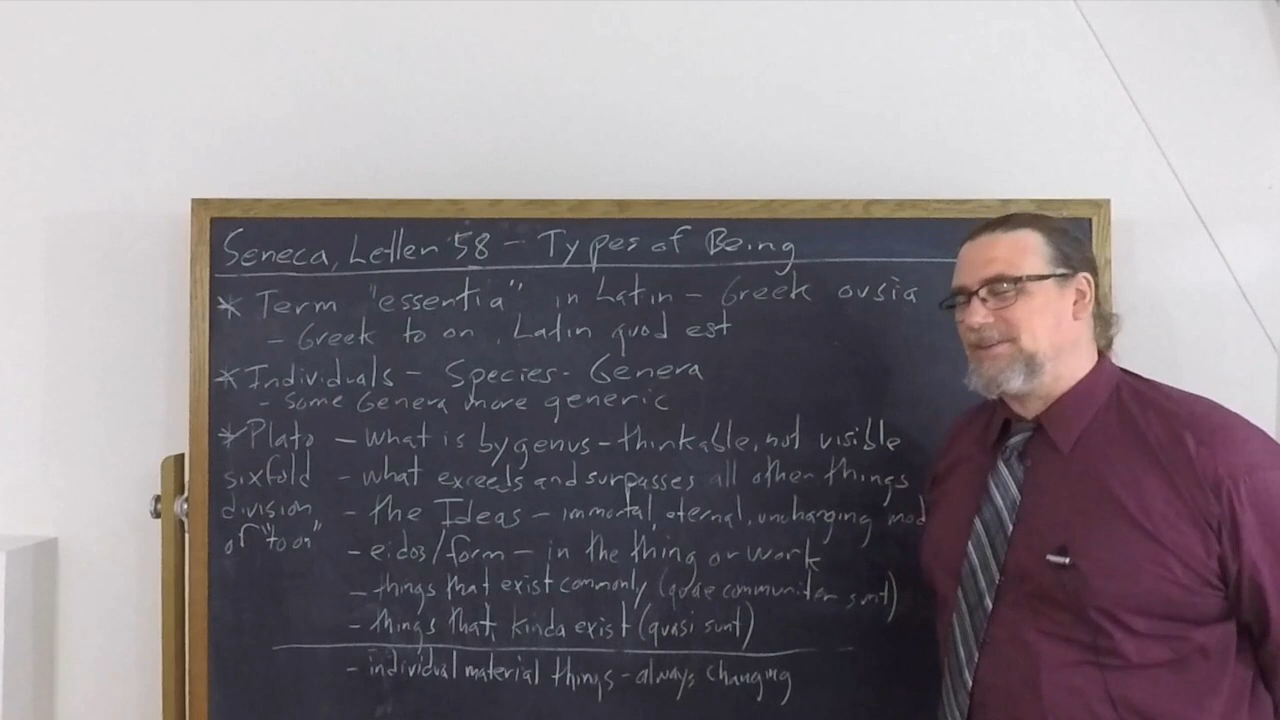 Seneca, Letter 58 - Types of Being
* Term "essentia" in Latin - Greek ousia
- Greek to on, Latin quod est
* Individuals - Species - Genera
- Some Genera more generic
* Plato - what is by genus - thinkable, not visible
sixfold - what exceeds and surpasses all other things
division - the Ideas - immortal, eternal, unchanging mod
of "to on" - eidos/form - in the thing or work
- things that exist commonly (quae communiter sunt)
- things that kinda exist (quasi sunt)
- individual material things - always changing